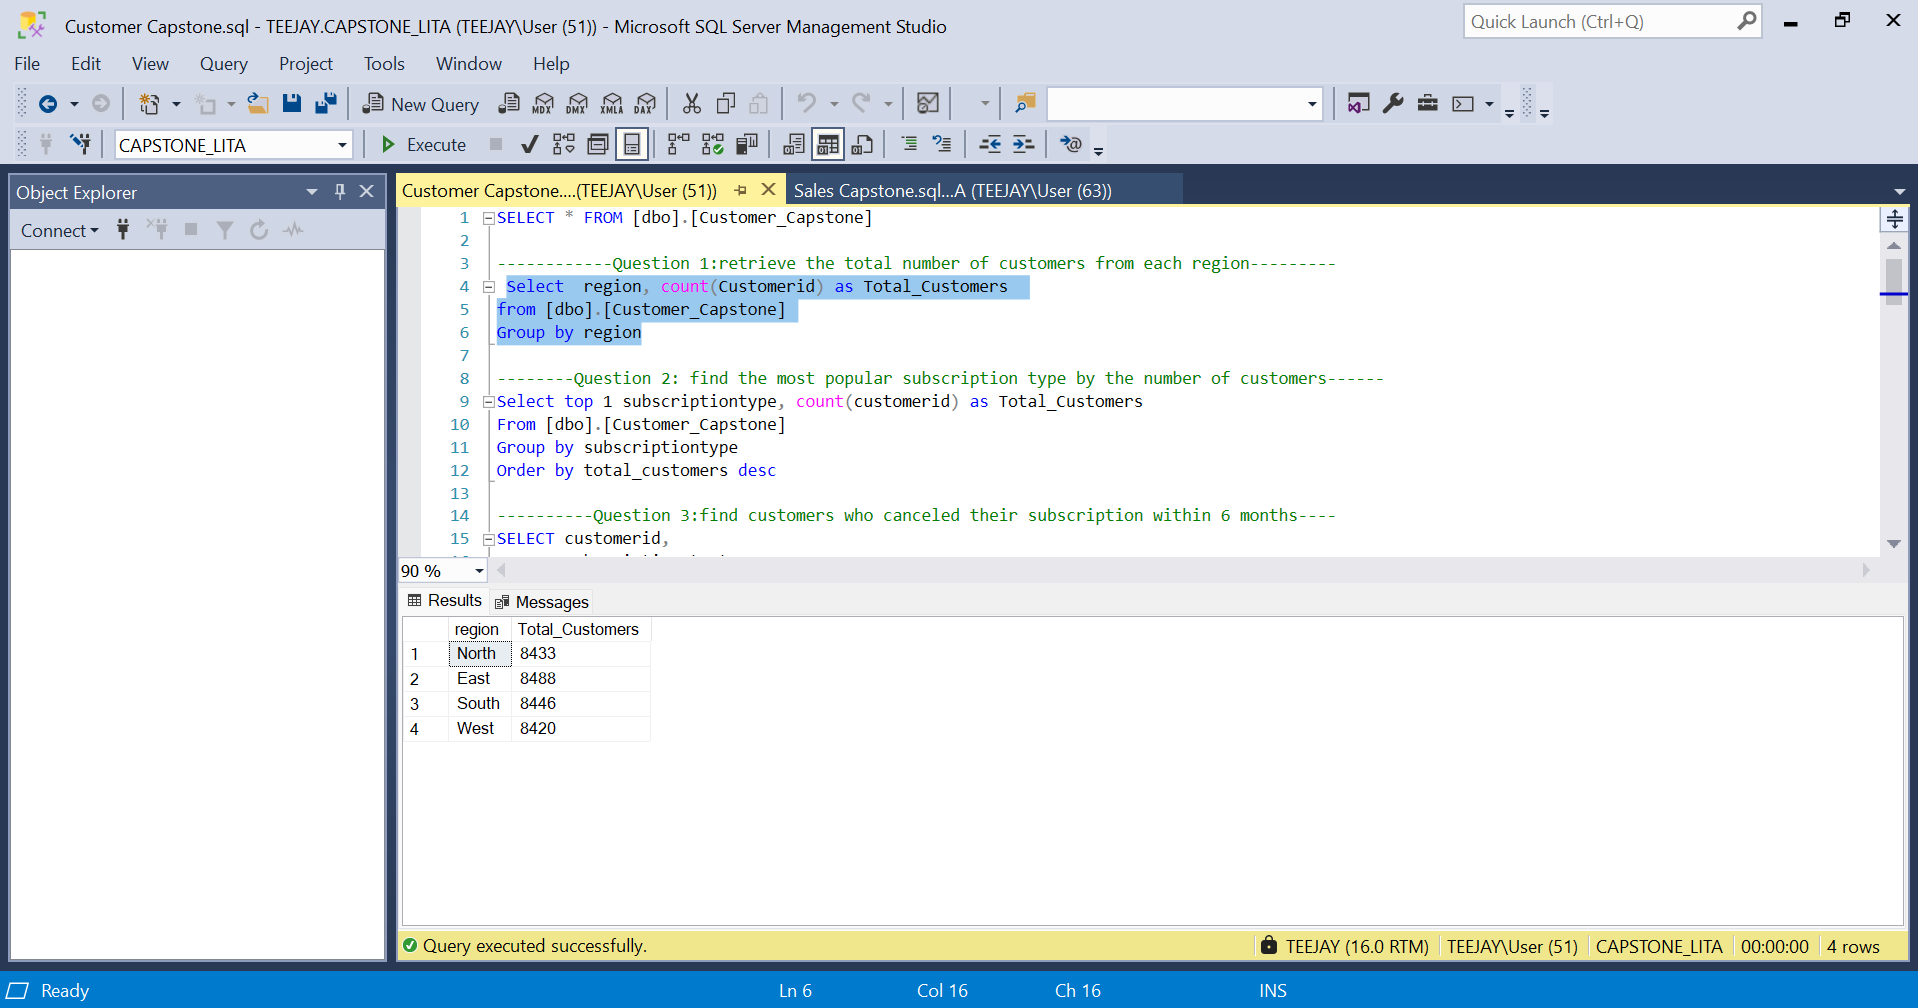 Customer Capstone.sql - TEEJAY.CAPSTONE_LITA (TEEJAY\User (51)) - Microsoft SQL Server Management Studio
Quick Launch (Ctrl+Q)
File Edit View Query Project Tools Window Help
New Query MDX DMX XMLA DAX
CAPSTONE_LITA Execute
Object Explorer
Connect
Customer Capstone....(TEEJAY\User (51)) Sales Capstone.sql...A (TEEJAY\User (63))
1 SELECT * FROM [dbo].[Customer_Capstone]
2
3 ------------Question 1:retrieve the total number of customers from each region---------
4 Select  region, count(Customerid) as Total_Customers
5 from [dbo].[Customer_Capstone]
6 Group by region
7
8 --------Question 2: find the most popular subscription type by the number of customers------
9 Select top 1 subscriptiontype, count(customerid) as Total_Customers
10 From [dbo].[Customer_Capstone]
11 Group by subscriptiontype
12 Order by total_customers desc
13
14 ----------Question 3:find customers who canceled their subscription within 6 months----
15 SELECT customerid,
90 %
Results Messages
region Total_Customers
1 North 8433
2 East 8488
3 South 8446
4 West 8420
Query executed successfully. TEEJAY (16.0 RTM) TEEJAY\User (51) CAPSTONE_LITA 00:00:00 4 rows
Ready Ln 6 Col 16 Ch 16 INS